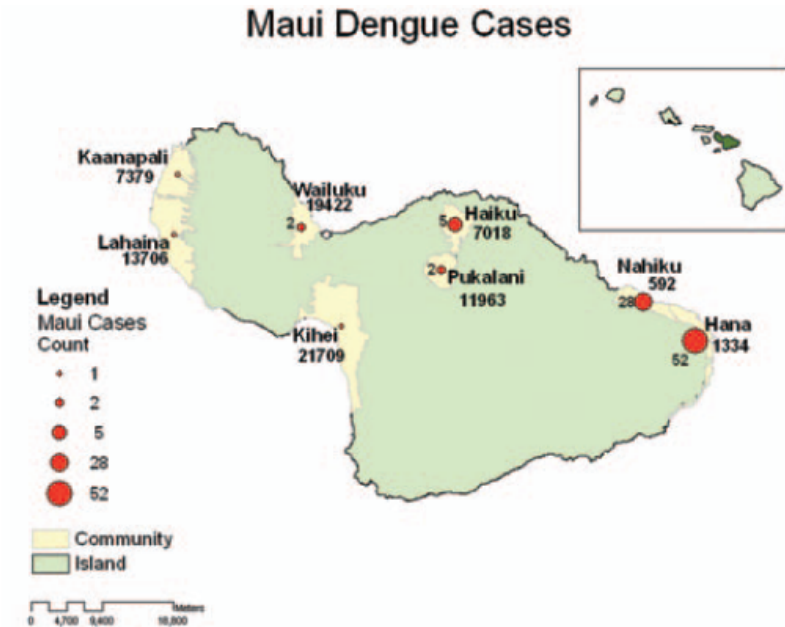 Maui Dengue Cases
Kaanapali
7379
Wailuku
19422
2
Lahaina
13706
5
Haiku
7018
2
Pukalani
11963
Nahiku
592
28
Hana
1334
52
Kihei
21709
Legend
Maui Cases
Count
1
2
5
28
52
Community
Island
Meters
0 4,700 9,400 18,800